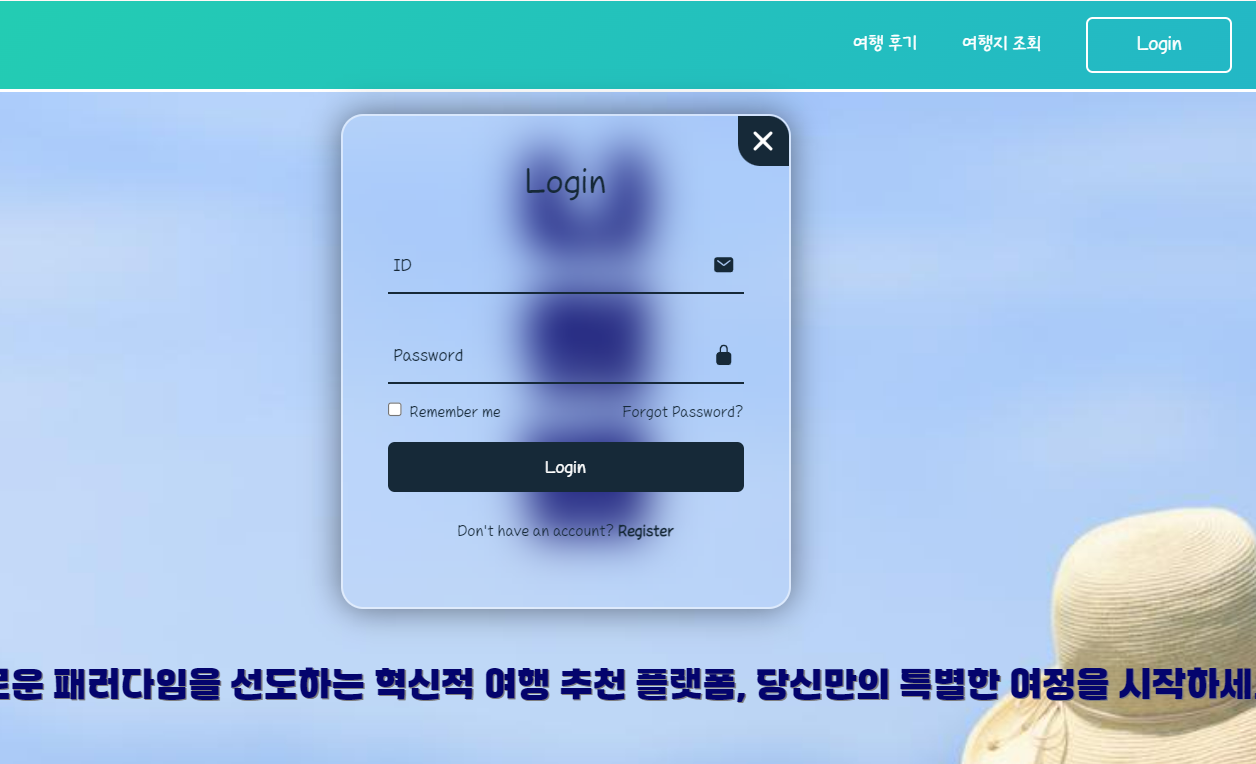 여행 후기 여행지 조회 Login
Login
ID
Password
Remember me Forgot Password?
Login
Don't have an account? Register
운 패러다임을 선도하는 혁신적 여행 추천 플랫폼, 당신만의 특별한 여정을 시작하세